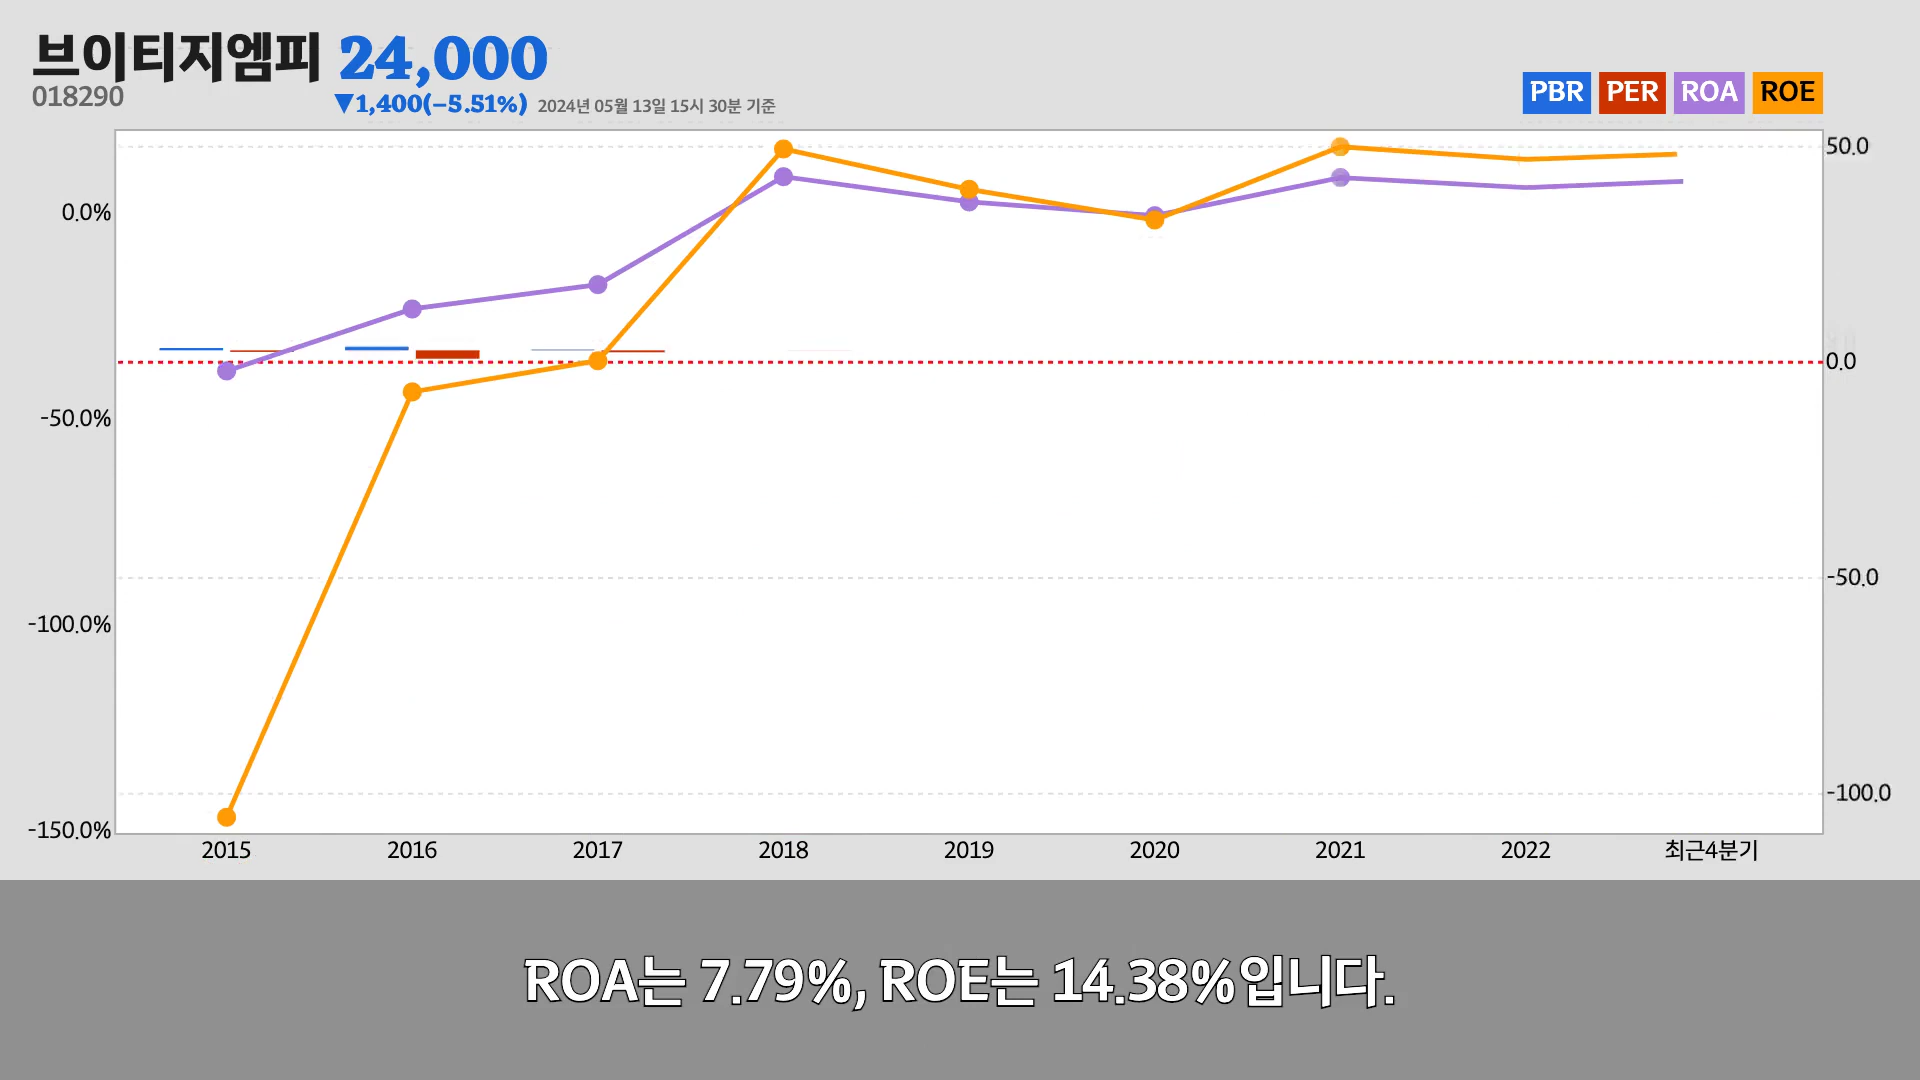 브이티지엠피 24,000
018290
▼1,400(−5.51%) 2024년 05월 13일 15시 30분 기준
PBR PER ROA ROE
50.0
0.0%
0.0
-50.0%
-50.0
-100.0%
-100.0
-150.0%
2015 2016 2017 2018 2019 2020 2021 2022 최근4분기
ROA는 7.79%, ROE는 14.38%입니다.